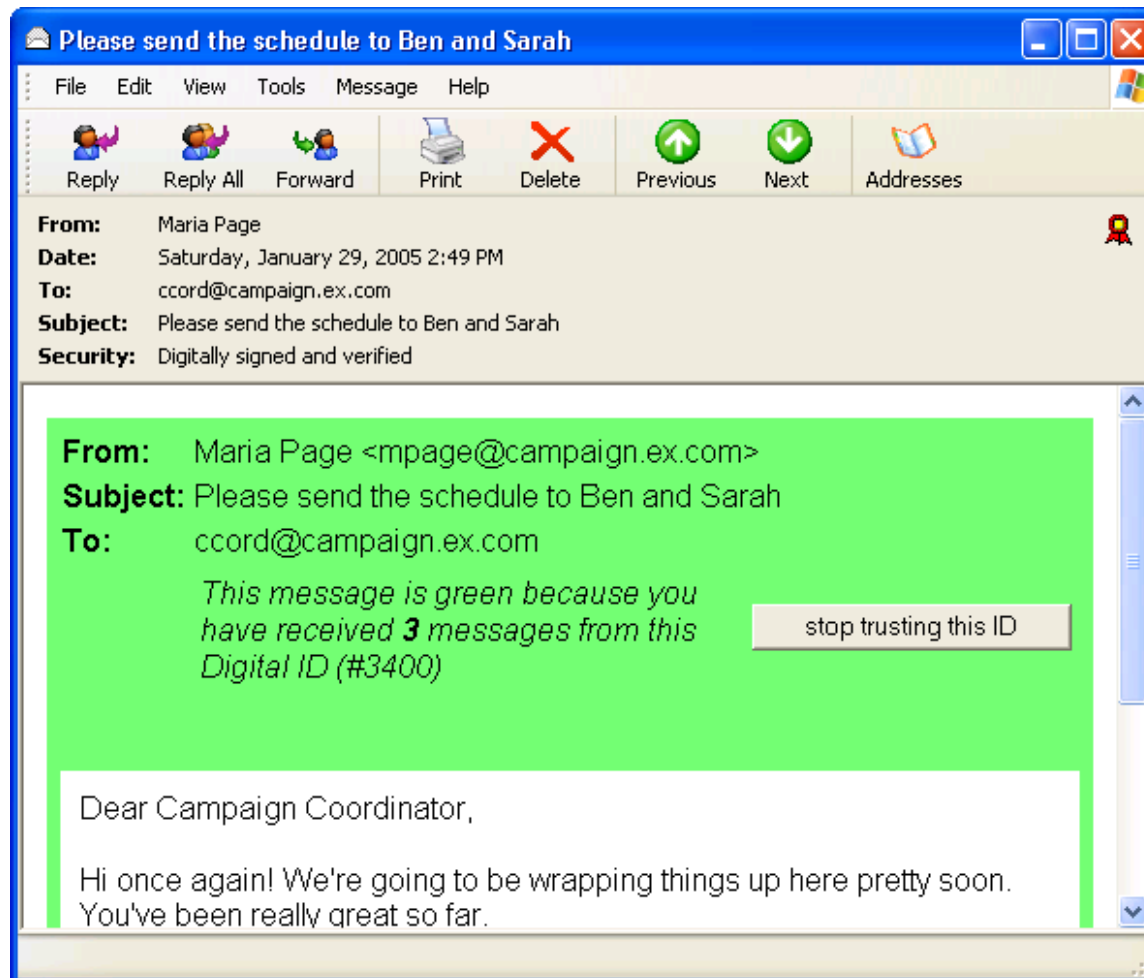 Please send the schedule to Ben and Sarah
File Edit View Tools Message Help
Reply Reply All Forward Print Delete Previous Next Addresses
From: Maria Page
Date: Saturday, January 29, 2005 2:49 PM
To: ccord@campaign.ex.com
Subject: Please send the schedule to Ben and Sarah
Security: Digitally signed and verified
From: Maria Page <mpage@campaign.ex.com>
Subject: Please send the schedule to Ben and Sarah
To: ccord@campaign.ex.com
This message is green because you
have received 3 messages from this
Digital ID (#3400)
stop trusting this ID
Dear Campaign Coordinator,
Hi once again! We're going to be wrapping things up here pretty soon.
You've been really great so far.